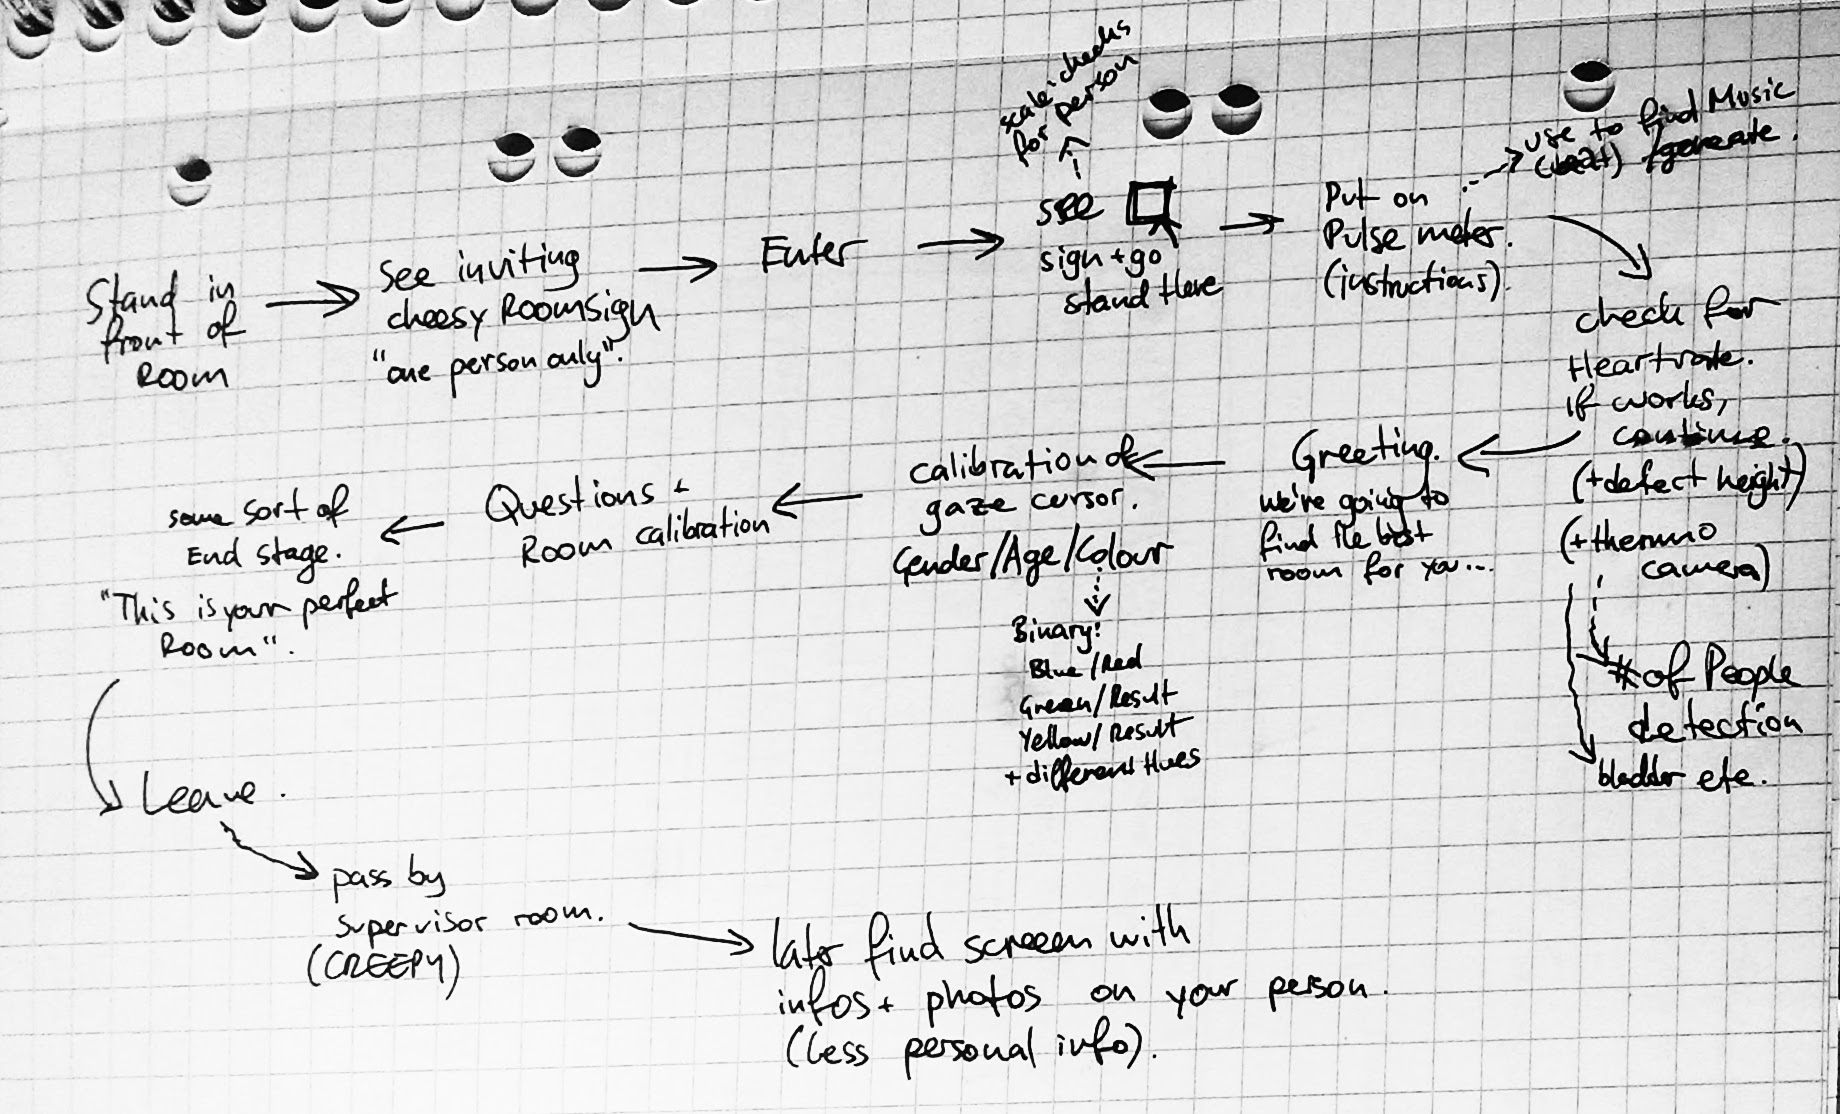 Stand in
front of
Room
See inviting
cheesy Roomsign
"one person only".
Enter
scale: checks
for person
see
sign + go
stand there
Put on
Pulse meter.
(instructions).
use to find Music
(beat) /generate.
check for
Heartrate.
if works,
continue.
(+detect height)
(+thermo
camera)
# of People
detection
bladder etc.
Greeting.
we're going to
find the best
room for you...
calibration of
gaze cursor.
Gender/Age/Colour
Binary:
Blue/Red
Green/Result
Yellow/Result
+ different Hues
Questions +
Room calibration
some sort of
End stage.
"This is your perfect
Room".
Leave.
pass by
supervisor room.
(CREEPY)
later find screen with
infos + photos on your person.
(less personal info).